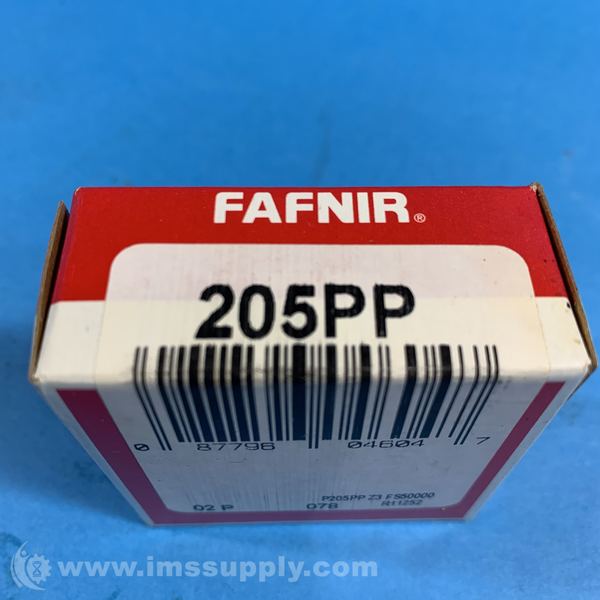 FAFNIR®
205PP
0 87796 04604 7
P205PP Z3 FS50000
02 P 078 R11252
www.imssupply.com